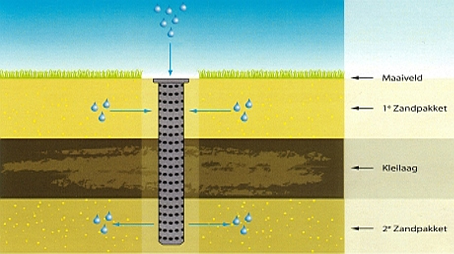 Maaiveld
1e Zandpakket
Kleilaag
2e Zandpakket